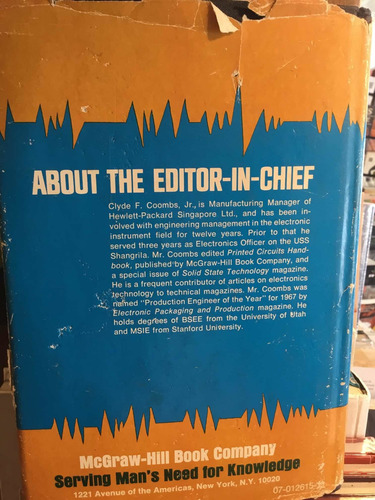 ABOUT THE EDITOR-IN-CHIEF
Clyde F. Coombs, Jr., is Manufacturing Manager of
Hewlett-Packard Singapore Ltd., and has been in-
volved with engineering management in the electronic
instrument field for twelve years. Prior to that he
served three years as Electronics Officer on the USS
Shangrila. Mr. Coombs edited Printed Circuits Hand-
book, published by McGraw-Hill Book Company, and
a special issue of Solid State Technology magazine.
He is a frequent contributor of articles on electronics
technology to technical magazines. Mr. Coombs was
named "Production Engineer of the Year" for 1967 by
Electronic Packaging and Production magazine. He
holds degrees of BSEE from the University of Utah
and MSIE from Stanford University.
McGraw-Hill Book Company
Serving Man's Need for Knowledge
1221 Avenue of the Americas, New York, N.Y. 10020
07-012615-2